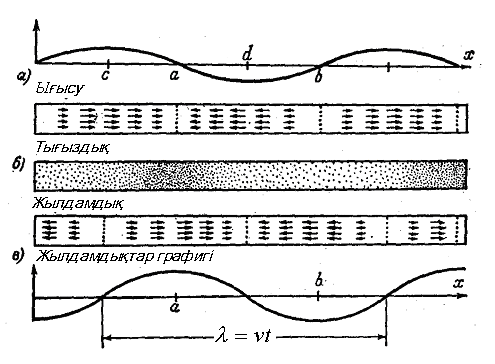 d
x
а)
c
a
b
Ығысу
Тығыздық
б)
Жылдамдық
в)
Жылдамдықтар графигі
a
b
x
λ = vt